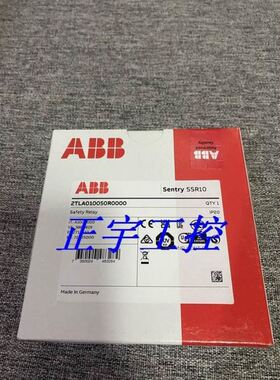 ABB
ABB
Sentry SSR10
2TLA010050R0000
QTY 1
Safety Relay
IP20
正宇工控
Made in Germany